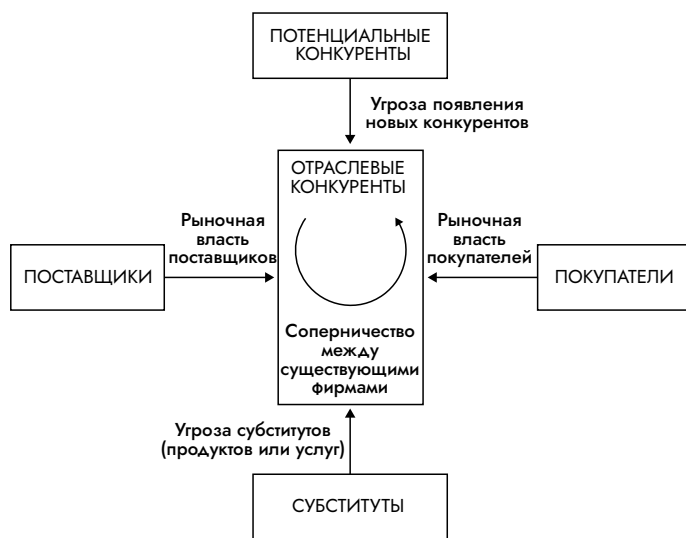 ПОТЕНЦИАЛЬНЫЕ
КОНКУРЕНТЫ
Угроза появления
новых конкурентов
ОТРАСЛЕВЫЕ
КОНКУРЕНТЫ
Рыночная
власть
поставщиков
Рыночная
власть
покупателей
ПОСТАВЩИКИ
ПОКУПАТЕЛИ
Соперничество
между
существующими
фирмами
Угроза субститутов
(продуктов или услуг)
СУБСТИТУТЫ